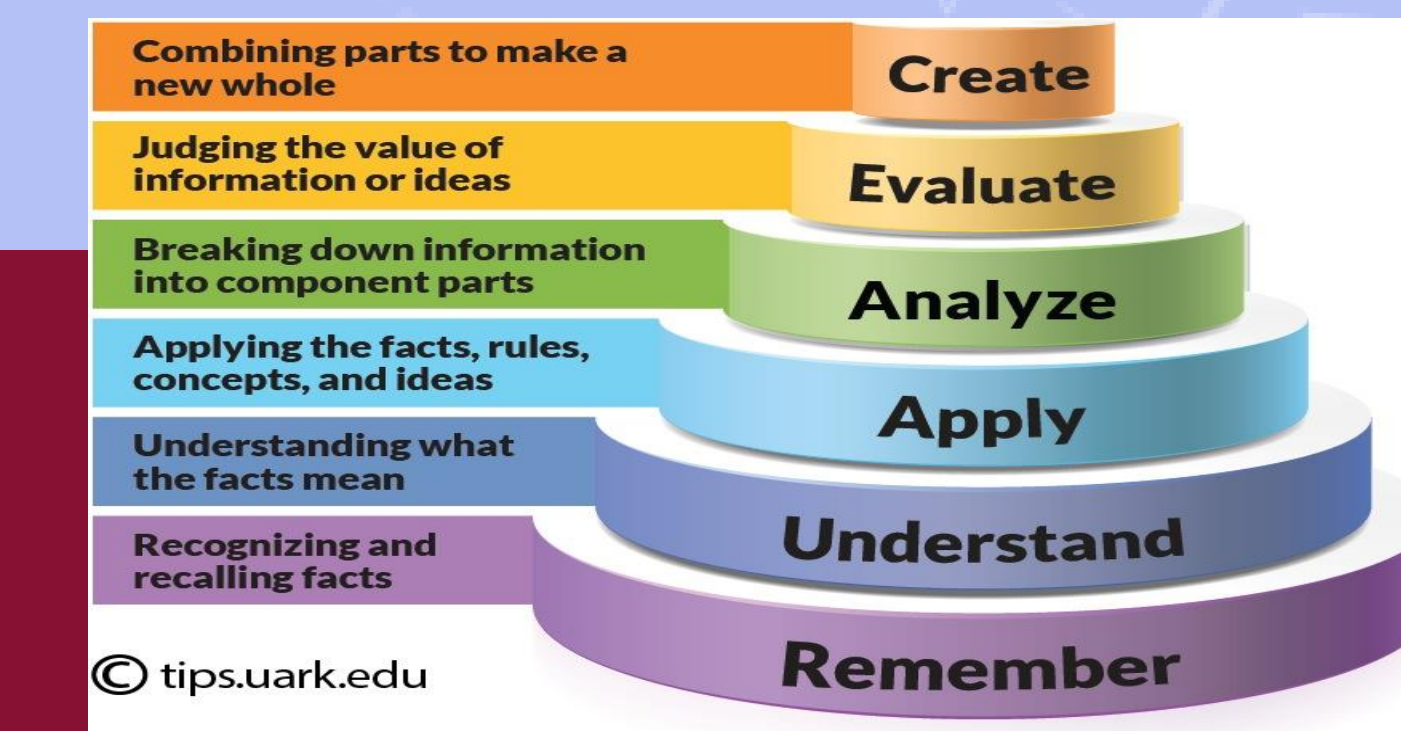 Combining parts to make a
new whole
Create
Judging the value of
information or ideas
Evaluate
Breaking down information
into component parts
Analyze
Applying the facts, rules,
concepts, and ideas
Apply
Understanding what
the facts mean
Understand
Recognizing and
recalling facts
Remember
© tips.uark.edu